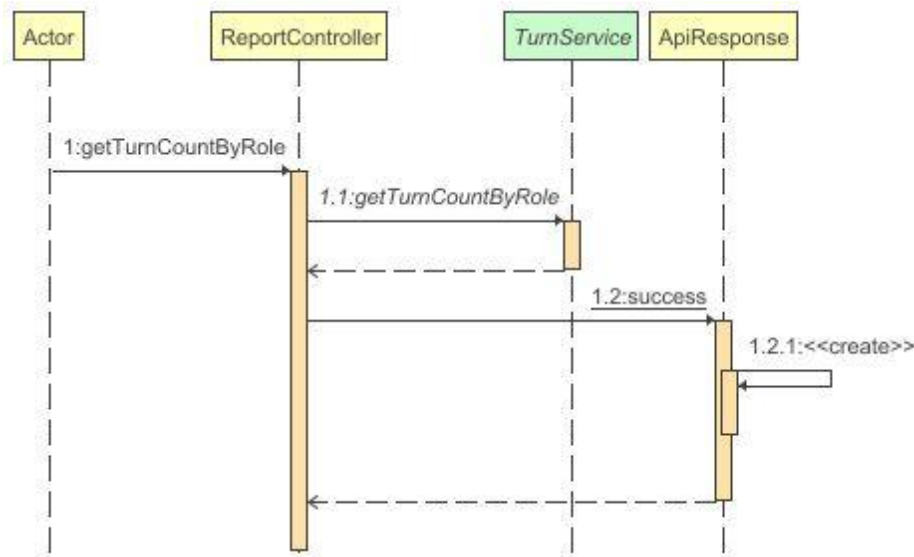 Actor
ReportController
TurnService
ApiResponse
1:getTurnCountByRole
1.1:getTurnCountByRole
1.2:success
1.2.1:<<create>>